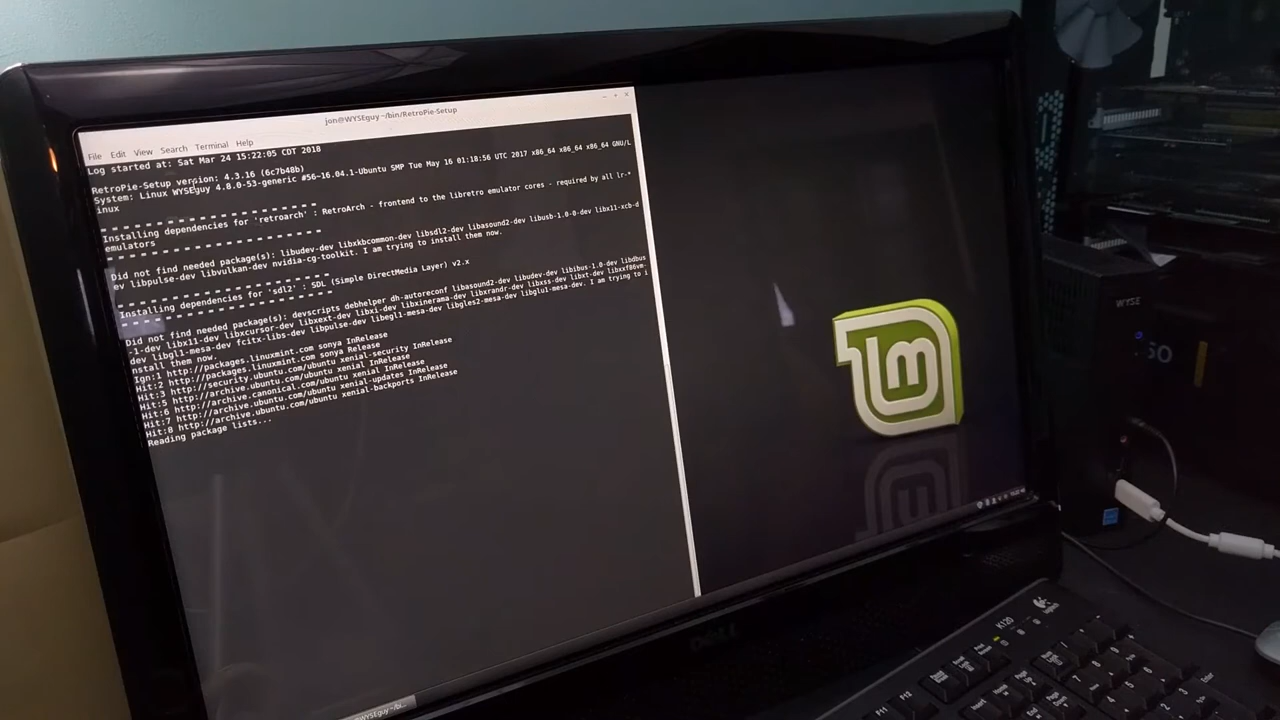 jon@WYSEguy ~/bin/RetroPie-Setup
File Edit View Search Terminal Help
Log started at: Sat Mar 24 15:22:05 CDT 2018
RetroPie-Setup version: 4.3.16 (6c7b48b)
System: Linux WYSEguy 4.8.0-53-generic #56~16.04.1-Ubuntu SMP Tue May 16 01:18:56 UTC 2017 x86_64 x86_64 x86_64 GNU/L
inux
- - - - - - - - - - - - - - - - - - - - - -
Installing dependencies for 'retroarch' : RetroArch - frontend to the libretro emulator cores - required by all lr-*
emulators
- - - - - - - - - - - - - - - - - - - - - -
Did not find needed package(s): libudev-dev libxkbcommon-dev libsdl2-dev libasound2-dev libusb-1.0-0-dev libx11-xcb-d
ev libpulse-dev libvulkan-dev nvidia-cg-toolkit. I am trying to install them now.
- - - - - - - - - - - - - - - - - - - - - -
Installing dependencies for 'sdl2' : SDL (Simple DirectMedia Layer) v2.x
- - - - - - - - - - - - - - - - - - - - - -
Did not find needed package(s): devscripts debhelper dh-autoreconf libasound2-dev libudev-dev libibus-1.0-dev libdbus
-1-dev libx11-dev libxcursor-dev libxext-dev libxi-dev libxinerama-dev libxrandr-dev libxss-dev libxt-dev libxxf86vm-
dev libgl1-mesa-dev fcitx-libs-dev libpulse-dev libegl1-mesa-dev libgles2-mesa-dev libglu1-mesa-dev. I am trying to i
nstall them now.
Ign:1 http://packages.linuxmint.com sonya InRelease
Hit:2 http://packages.linuxmint.com sonya Release
Hit:3 http://security.ubuntu.com/ubuntu xenial-security InRelease
Hit:5 http://archive.ubuntu.com/ubuntu xenial InRelease
Hit:6 http://archive.canonical.com/ubuntu xenial InRelease
Hit:7 http://archive.ubuntu.com/ubuntu xenial-updates InRelease
Hit:8 http://archive.ubuntu.com/ubuntu xenial-backports InRelease
Reading package lists...
lm
WYSE
DELL
K120
Logitech
F11
F12